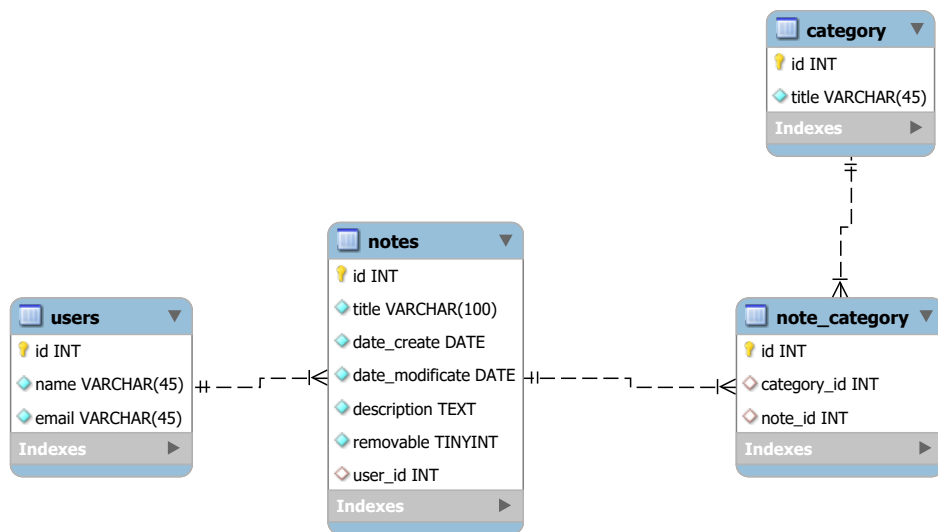 category
id INT
title VARCHAR(45)
Indexes
notes
id INT
title VARCHAR(100)
date_create DATE
date_modificate DATE
description TEXT
removable TINYINT
user_id INT
Indexes
users
id INT
name VARCHAR(45)
email VARCHAR(45)
Indexes
note_category
id INT
category_id INT
note_id INT
Indexes